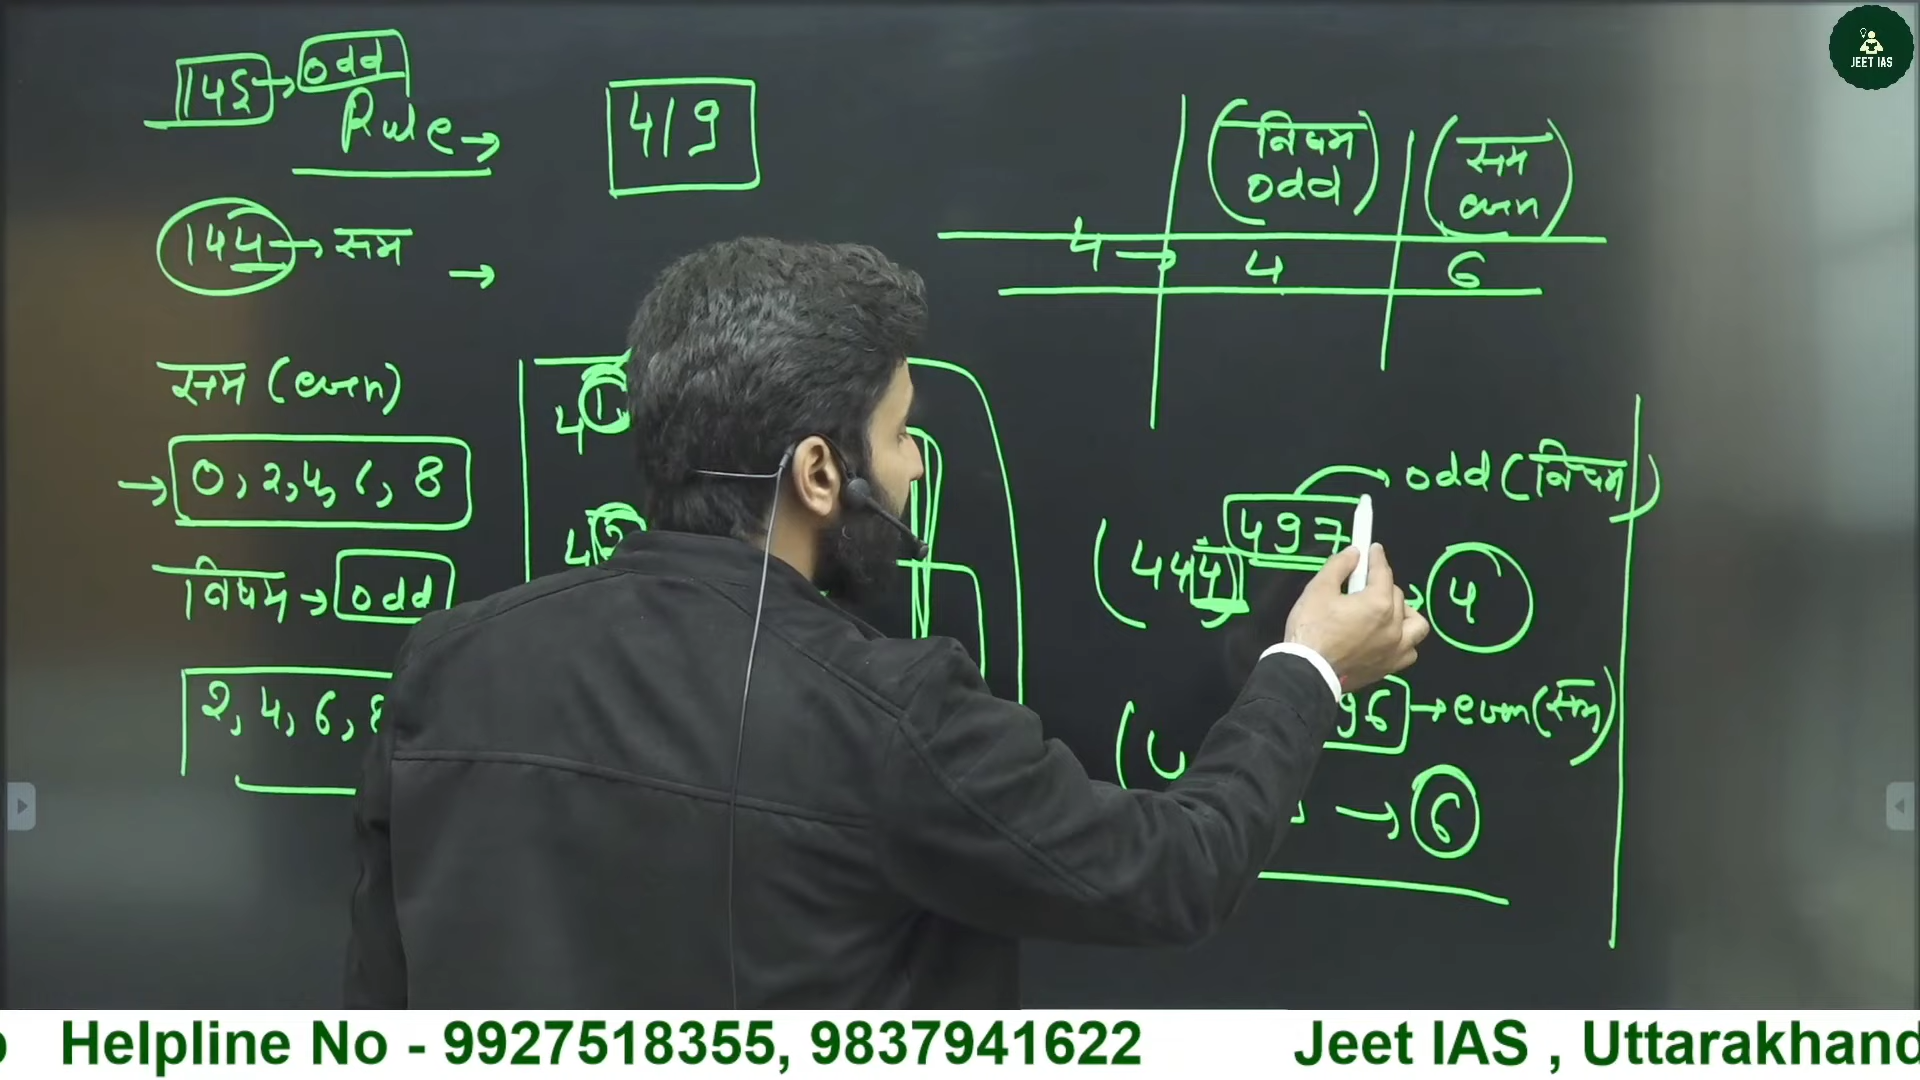 145 → odd
Rule →
144 → सम →
सम (even)
→ 0, 2, 4, 6, 8
विषम → odd
2, 4, 6, 8
419
विषम odd
सम even
4 → 4 6
497 → odd (विषम)
(444) → 4
96 → even (सम)
→ 6
JEET IAS
Helpline No - 9927518355, 9837941622 Jeet IAS , Uttarakhand